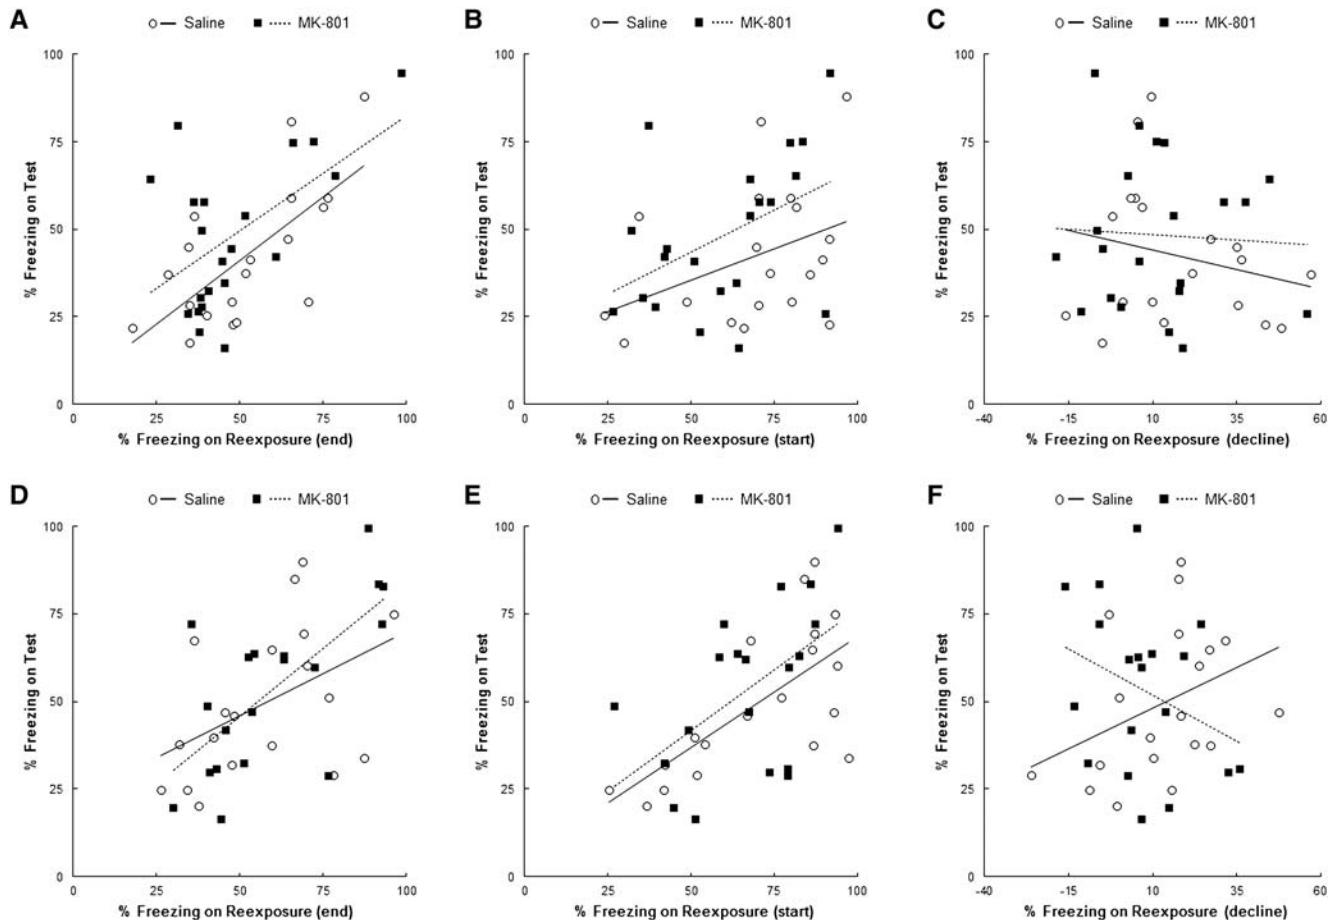 A
Saline MK-801
100
75
50
25
0
% Freezing on Test
0 25 50 75 100
% Freezing on Reexposure (end)
B
Saline MK-801
100
75
50
25
0
% Freezing on Test
0 25 50 75 100
% Freezing on Reexposure (start)
C
Saline MK-801
100
75
50
25
0
% Freezing on Test
-40 -15 10 35 60
% Freezing on Reexposure (decline)
D
Saline MK-801
100
75
50
25
0
% Freezing on Test
0 25 50 75 100
% Freezing on Reexposure (end)
E
Saline MK-801
100
75
50
25
0
% Freezing on Test
0 25 50 75 100
% Freezing on Reexposure (start)
F
Saline MK-801
100
75
50
25
0
% Freezing on Test
-40 -15 10 35 60
% Freezing on Reexposure (decline)